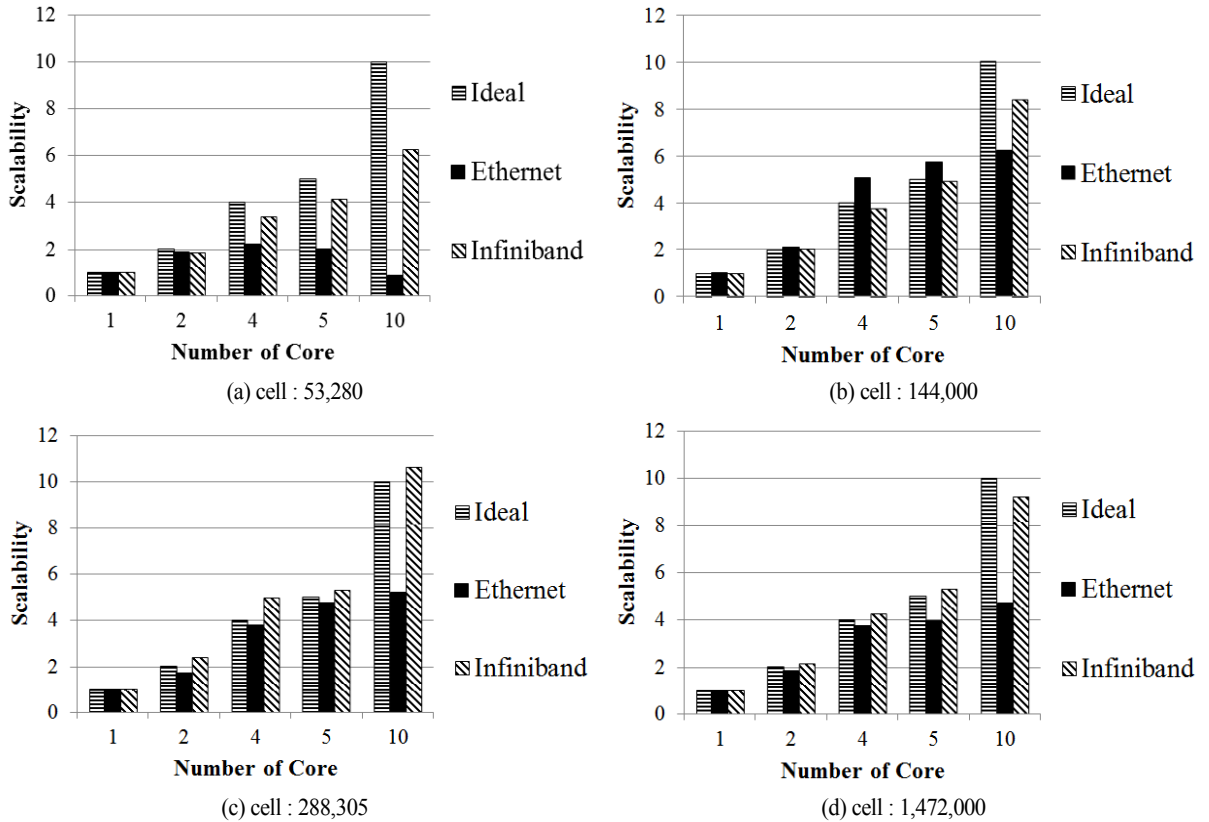 12
10
8
6
4
2
0
Scalability
1 2 4 5 10
Number of Core
Ideal
Ethernet
Infiniband
(a) cell : 53,280
12
10
8
6
4
2
0
Scalability
1 2 4 5 10
Number of Core
Ideal
Ethernet
Infiniband
(b) cell : 144,000
12
10
8
6
4
2
0
Scalability
1 2 4 5 10
Number of Core
Ideal
Ethernet
Infiniband
(c) cell : 288,305
12
10
8
6
4
2
0
Scalability
1 2 4 5 10
Number of Core
Ideal
Ethernet
Infiniband
(d) cell : 1,472,000